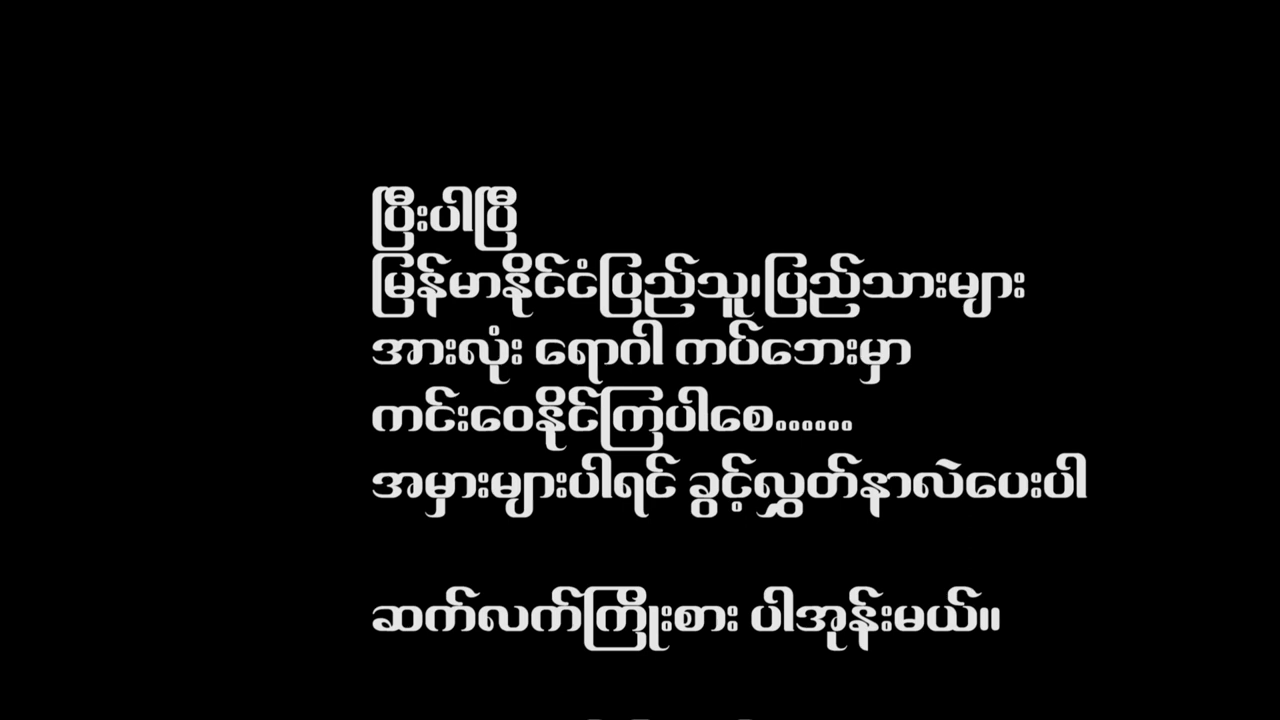 ပြီးပါပြီ
မြန်မာနိုင်ငံပြည်သူ၊ပြည်သားများ
အားလုံး ရောဂါ ကပ်ဘေးမှာ
ကင်းဝေနိုင်ကြပါစေ......
အမှားများပါရင် ခွင့်လွှတ်နာလဲပေးပါ
ဆက်လက်ကြိုးစား ပါအုန်းမယ်။